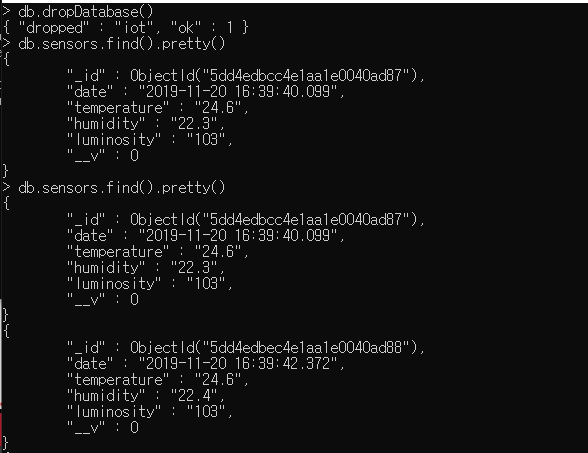 > db.dropDatabase()
{ "dropped" : "iot", "ok" : 1 }
> db.sensors.find().pretty()
{
"_id" : ObjectId("5dd4edbcc4e1aa1e0040ad87"),
"date" : "2019-11-20 16:39:40.099",
"temperature" : "24.6",
"humidity" : "22.3",
"luminosity" : "103",
"__v" : 0
}
> db.sensors.find().pretty()
{
"_id" : ObjectId("5dd4edbcc4e1aa1e0040ad87"),
"date" : "2019-11-20 16:39:40.099",
"temperature" : "24.6",
"humidity" : "22.3",
"luminosity" : "103",
"__v" : 0
}
{
"_id" : ObjectId("5dd4edbec4e1aa1e0040ad88"),
"date" : "2019-11-20 16:39:42.372",
"temperature" : "24.6",
"humidity" : "22.4",
"luminosity" : "103",
"__v" : 0
}